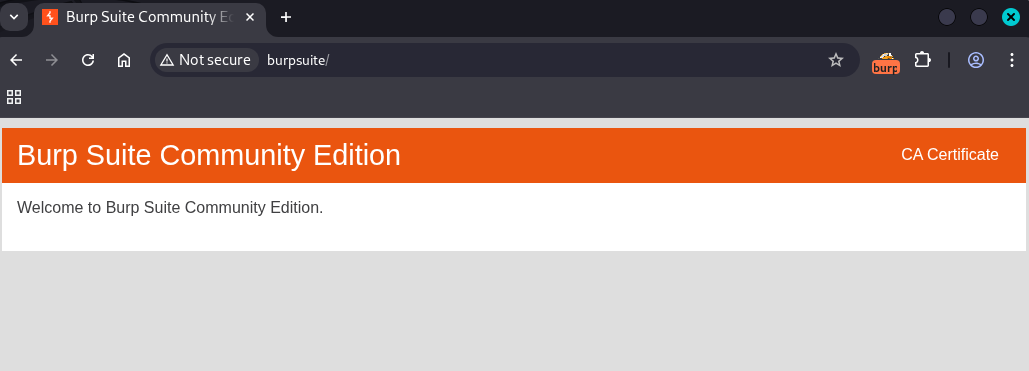 Burp Suite Community Ed
Not secure burpsuite/
burp
Burp Suite Community Edition
CA Certificate
Welcome to Burp Suite Community Edition.